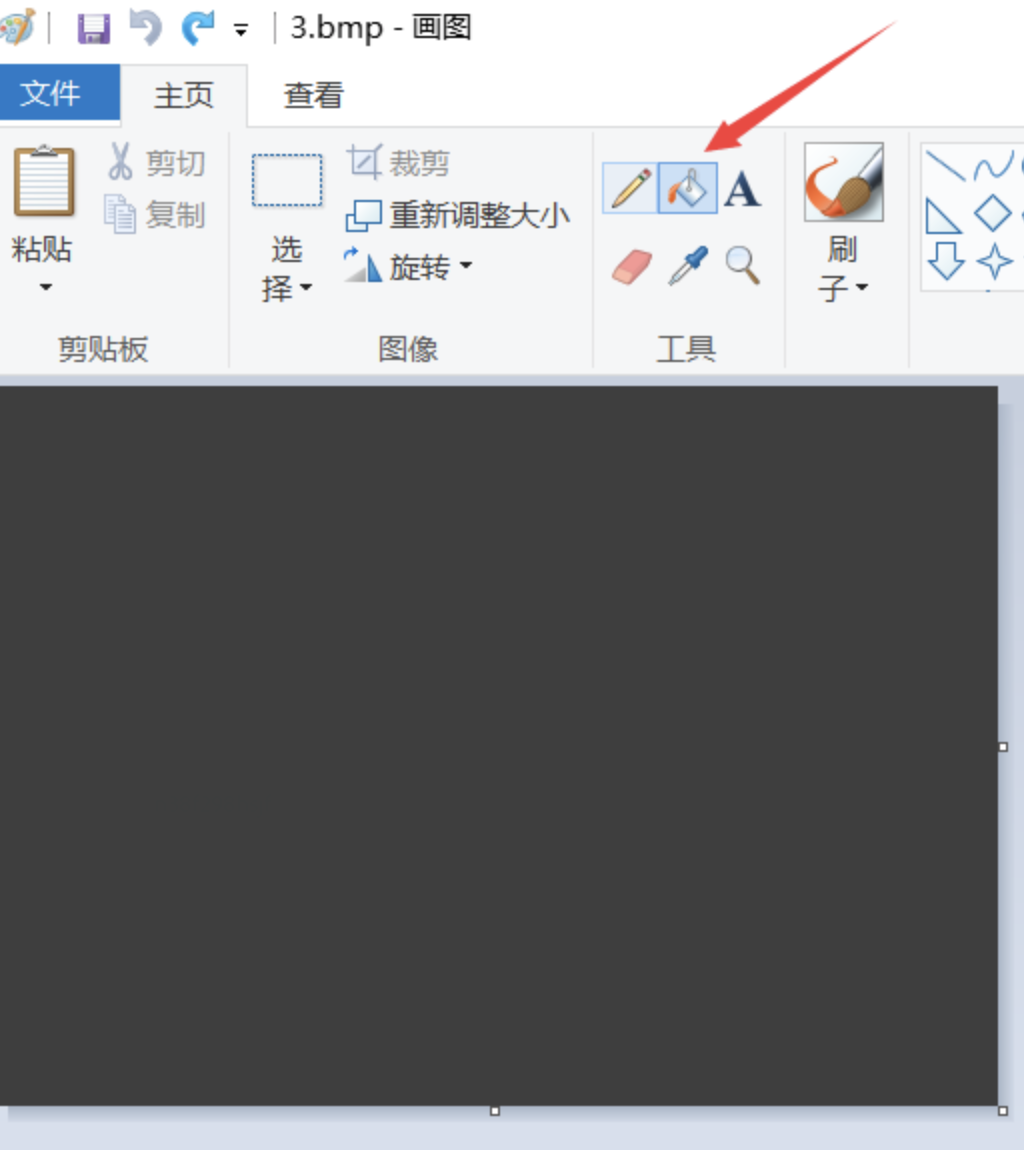 3.bmp - 画图
文件 主页 查看
剪切
复制
粘贴
剪贴板
选
择
裁剪
重新调整大小
旋转
图像
A
工具
刷
子